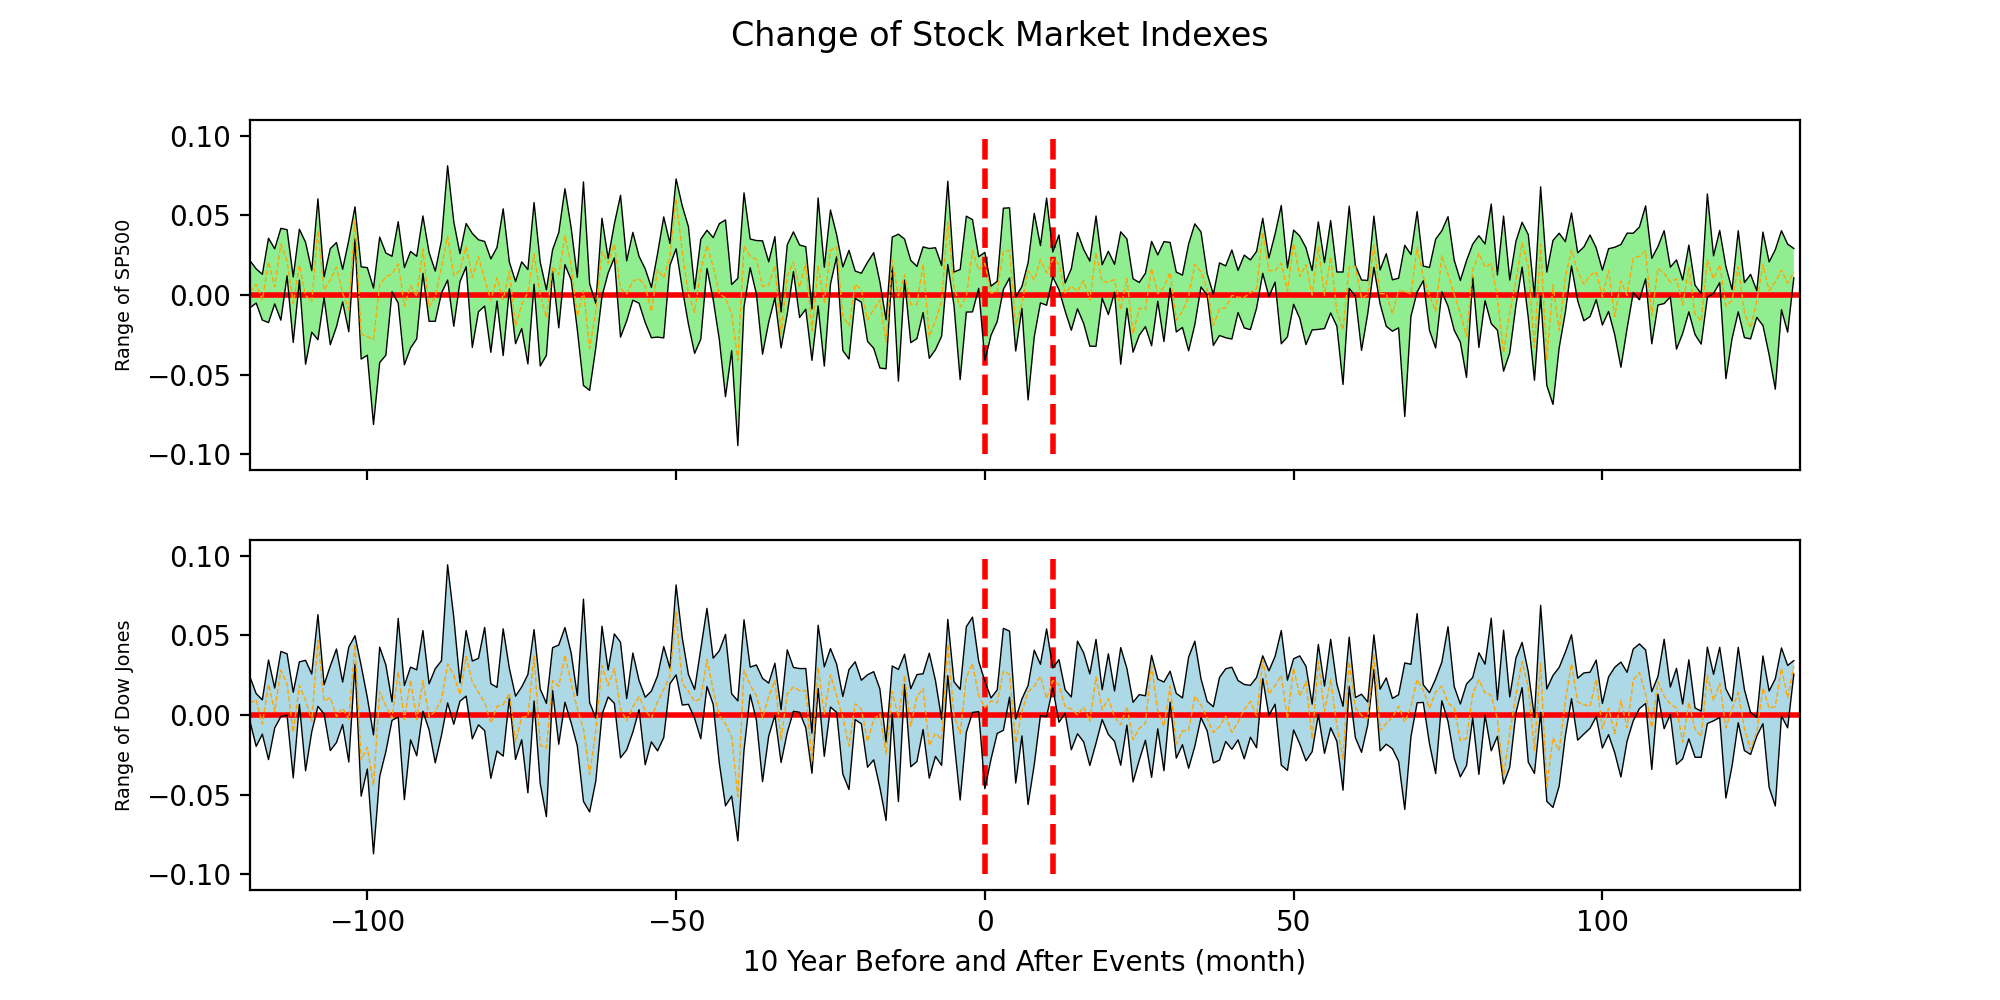 Change of Stock Market Indexes
0.10
0.05
0.00
−0.05
−0.10
Range of SP500
0.10
0.05
0.00
−0.05
−0.10
Range of Dow Jones
−100 −50 0 50 100
10 Year Before and After Events (month)